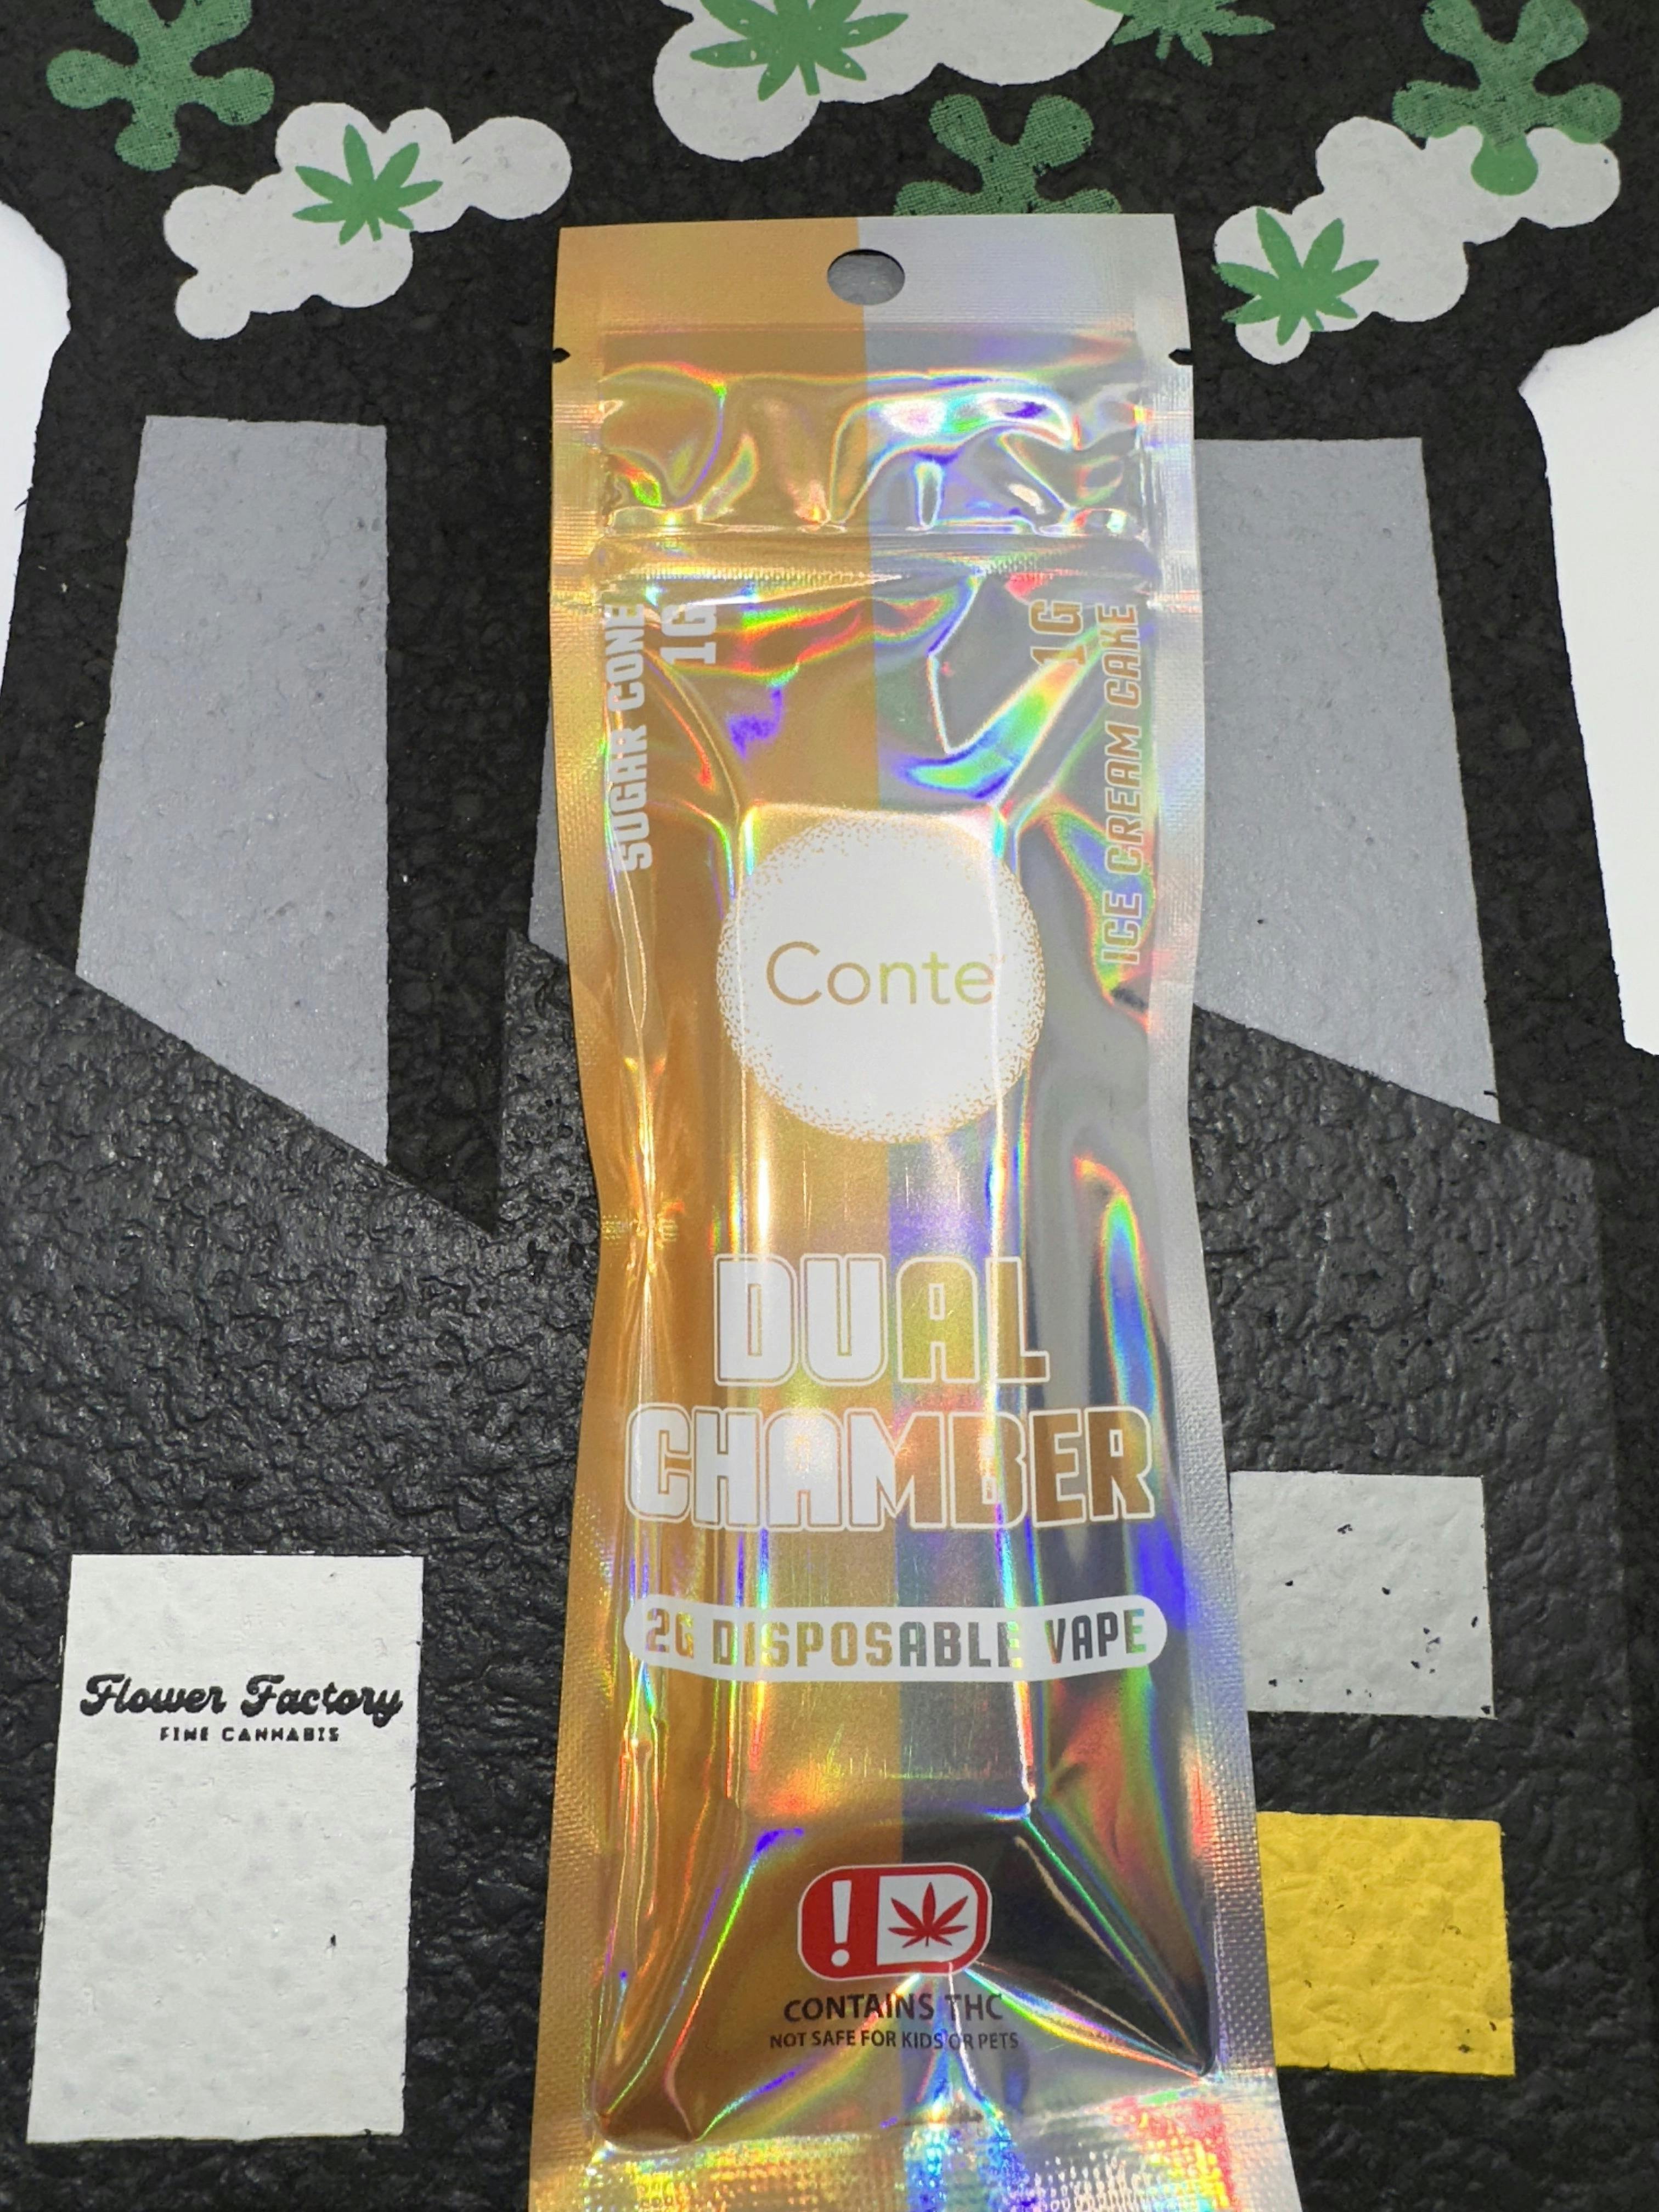 SUGAR CONE
1G
1G
ICE CREAM CAKE
Conte
DUAL
CHAMBER
2G DISPOSABLE VAPE
Flower Factory
FINE CANNABIS
!
CONTAINS THC
NOT SAFE FOR KIDS OR PETS